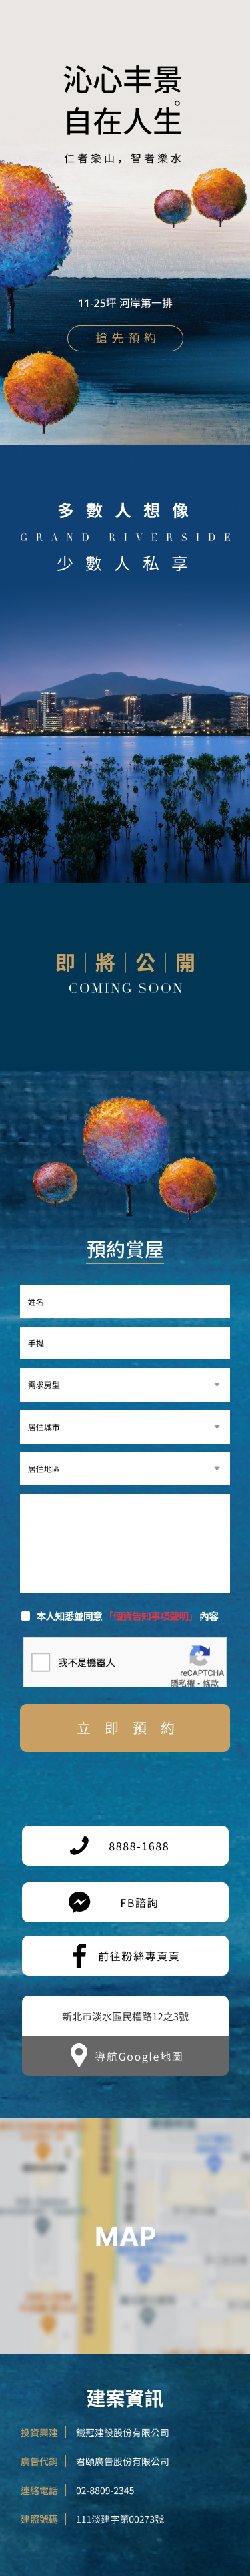 沁心丰景
自在人生。
仁者樂山，智者樂水
11-25坪 河岸第一排
搶先預約
多數人想像
GRAND RIVERSIDE
少數人私享
即｜將｜公｜開
COMING SOON
預約賞屋
姓名
手機
需求房型
居住城市
居住地區
本人知悉並同意「個資告知事項聲明」內容
我不是機器人
reCAPTCHA
隱私權 - 條款
立即預約
8888-1688
FB諮詢
前往粉絲專頁頁
新北市淡水區民權路12之3號
導航Google地圖
MAP
建案資訊
投資興建｜鐵冠建設股份有限公司
廣告代銷｜君頤廣告股份有限公司
連絡電話｜02-8809-2345
建照號碼｜111淡建字第00273號